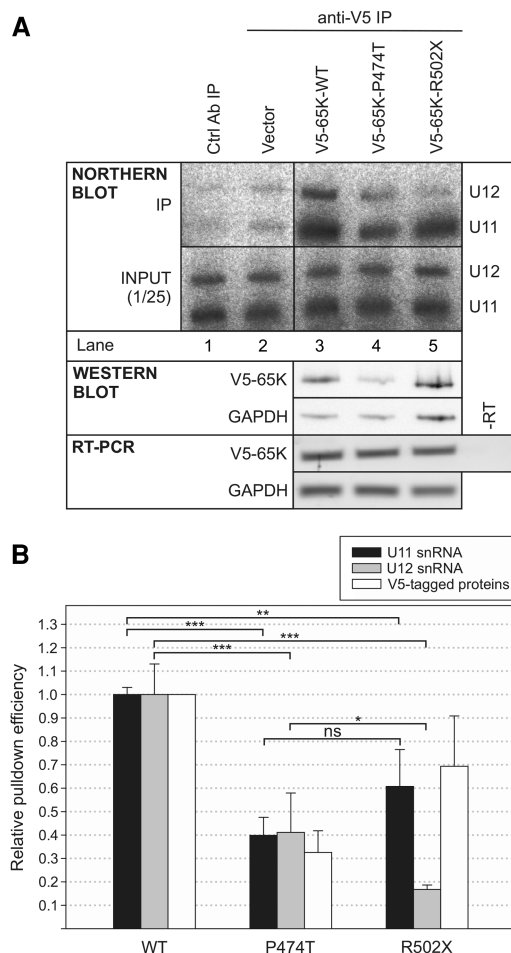 A
anti-V5 IP
Ctrl Ab IP
Vector
V5-65K-WT
V5-65K-P474T
V5-65K-R502X
NORTHERN BLOT
IP
U12
U11
INPUT
(1/25)
U12
U11
Lane 1 2 3 4 5
WESTERN BLOT
V5-65K
GAPDH
-RT
RT-PCR
V5-65K
GAPDH
B
U11 snRNA
U12 snRNA
V5-tagged proteins
Relative pulldown efficiency
1.3
1.2
1.1
1.0
0.9
0.8
0.7
0.6
0.5
0.4
0.3
0.2
0.1
**
***
***
***
*
ns
WT P474T R502X